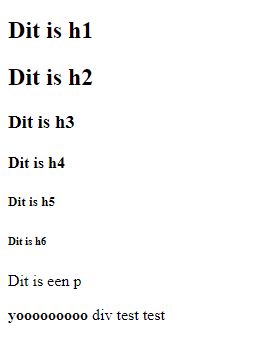 Dit is h1
Dit is h2
Dit is h3
Dit is h4
Dit is h5
Dit is h6
Dit is een p
yooooooooo div test test